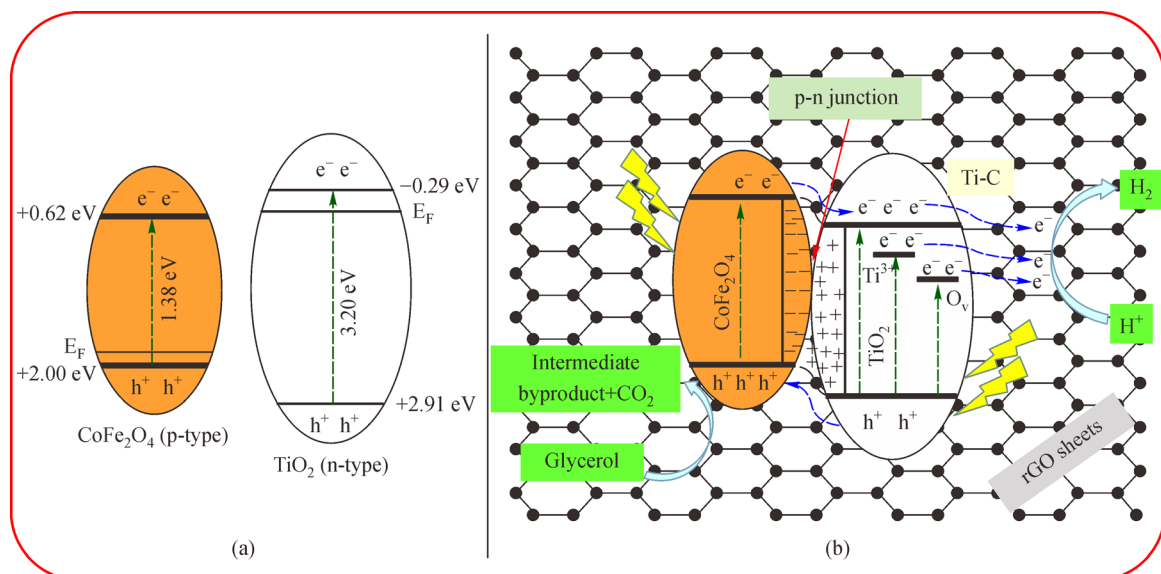 e⁻ e⁻
+0.62 eV
1.38 eV
E_F
+2.00 eV
h⁺ h⁺
CoFe₂O₄ (p-type)
e⁻ e⁻
−0.29 eV
E_F
3.20 eV
+2.91 eV
h⁺ h⁺
TiO₂ (n-type)
(a)
p-n junction
Ti-C
e⁻ e⁻
CoFe₂O₄
h⁺ h⁺ h⁺
e⁻ e⁻ e⁻
e⁻ e⁻
Ti³⁺
e⁻ e⁻
O_v
TiO₂
h⁺ h⁺
e⁻
e⁻
e⁻
H₂
H⁺
Intermediate
byproduct+CO₂
Glycerol
rGO sheets
(b)